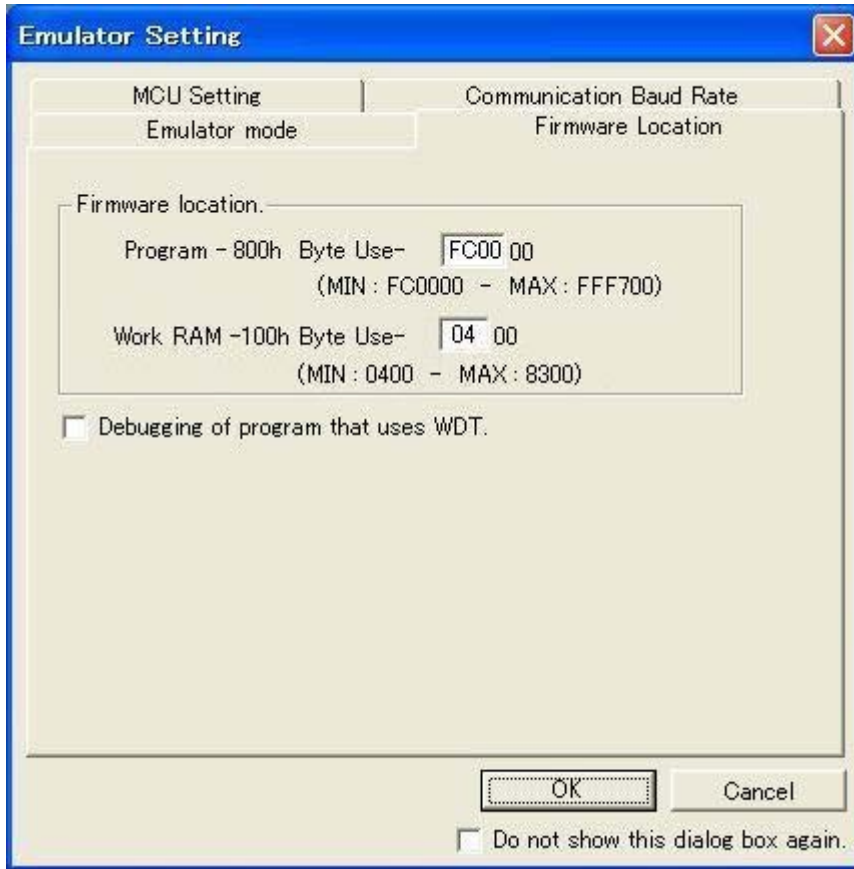 Emulator Setting
MCU Setting
Communication Baud Rate
Emulator mode
Firmware Location
Firmware location.
Program - 800h Byte Use- FC00 00
(MIN : FC0000 - MAX : FFF700)
Work RAM -100h Byte Use- 04 00
(MIN : 0400 - MAX : 8300)
Debugging of program that uses WDT.
OK
Cancel
Do not show this dialog box again.